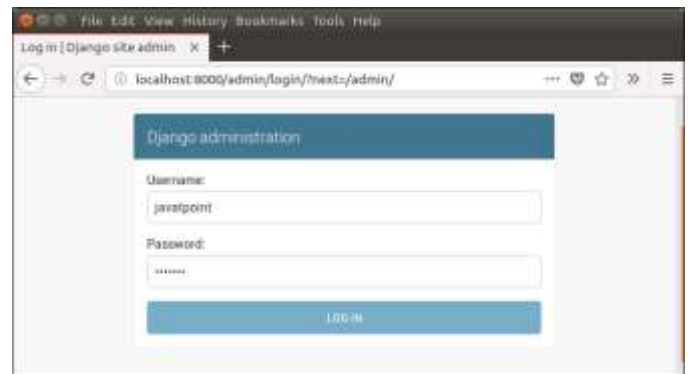 File Edit View History Bookmarks Tools Help
Log in | Django site admin
localhost:8000/admin/login/?next=/admin/
Django administration
Username:
javatpoint
Password:
LOG IN